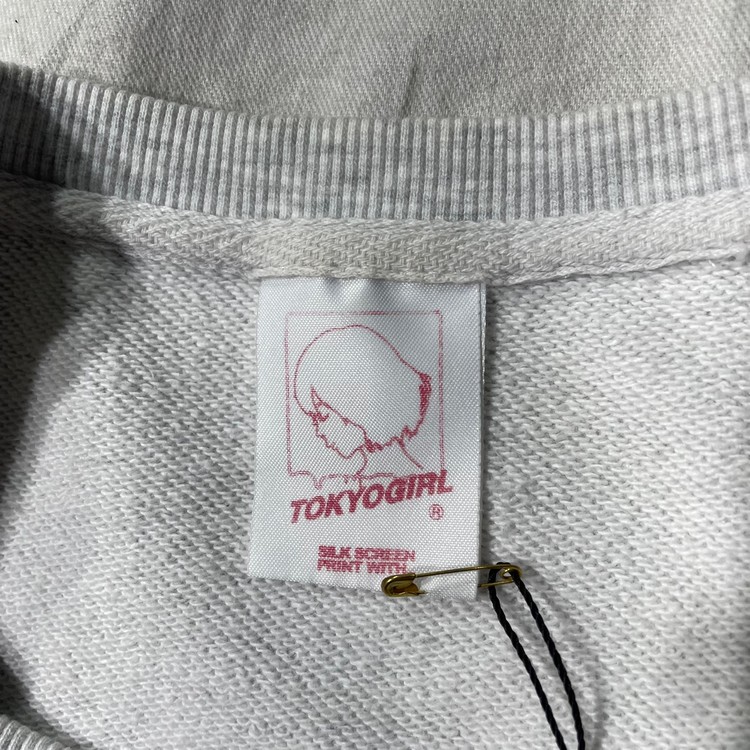 TOKYOGIRL
®
SILK SCREEN
PRINT WITH...